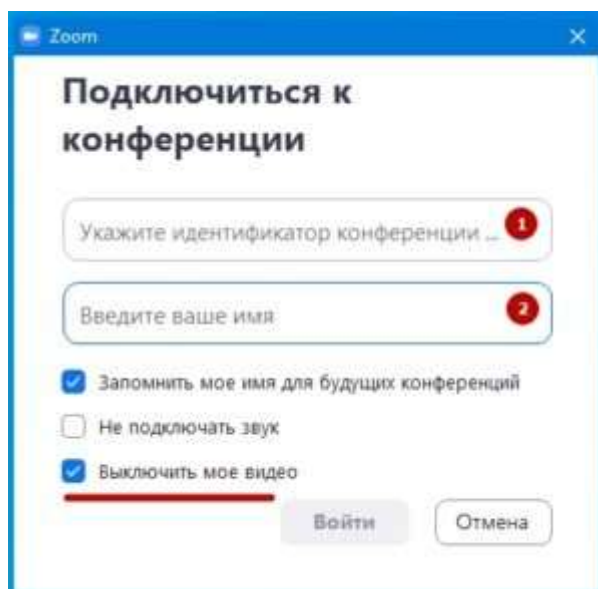 Zoom
Подключиться к
конференции
Укажите идентификатор конференции ...
1
Введите ваше имя
2
Запомнить мое имя для будущих конференций
Не подключать звук
Выключить мое видео
Войти
Отмена